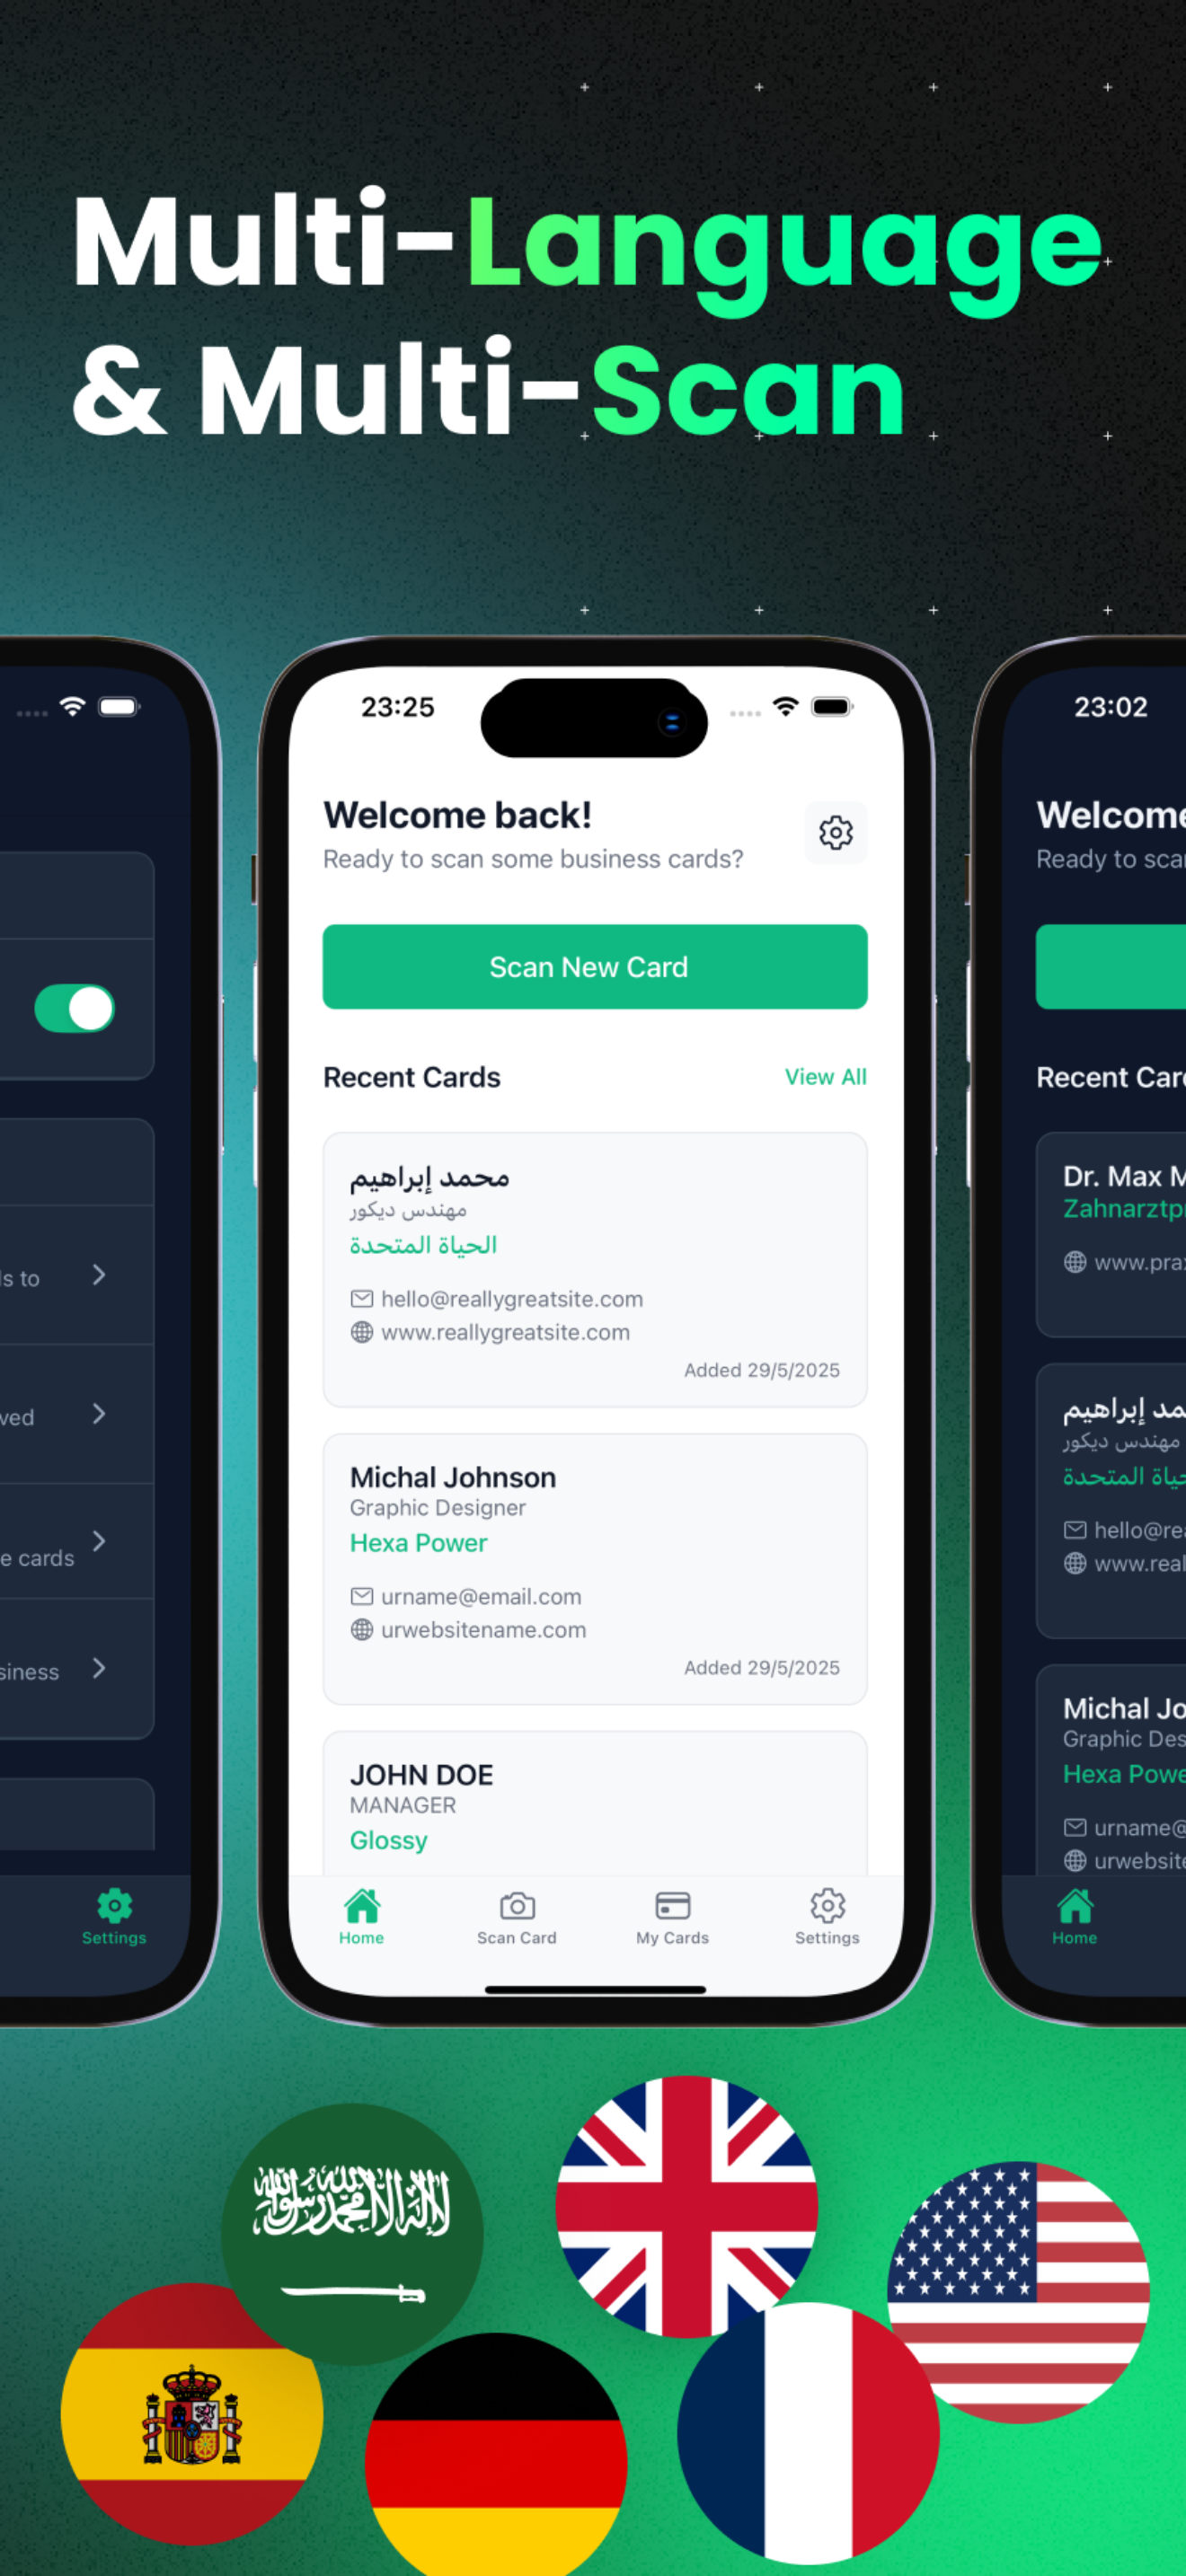 Multi-Language
& Multi-Scan
s to
ved
e cards
siness
Settings
23:25
Welcome back!
Ready to scan some business cards?
Scan New Card
Recent Cards
View All
محمد إبراهيم
مهندس ديكور
الحياة المتحدة
hello@reallygreatsite.com
www.reallygreatsite.com
Added 29/5/2025
Michal Johnson
Graphic Designer
Hexa Power
urname@email.com
urwebsitename.com
Added 29/5/2025
JOHN DOE
MANAGER
Glossy
Home
Scan Card
My Cards
Settings
23:02
Welcome
Ready to scan
Recent Car
Dr. Max M
Zahnarztp
www.pra
مد إبراهيم
مهندس ديكور
ياة المتحدة
hello@rea
www.real
Michal Jo
Graphic Des
Hexa Powe
urname@
urwebsite
Home
لا إله إلا الله محمد رسول الله